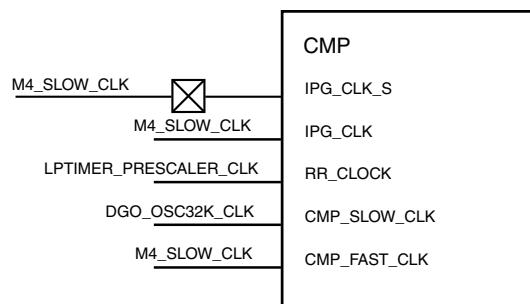 CMP
M4_SLOW_CLK
IPG_CLK_S
M4_SLOW_CLK
IPG_CLK
LPTIMER_PRESCALER_CLK
RR_CLOCK
DGO_OSC32K_CLK
CMP_SLOW_CLK
M4_SLOW_CLK
CMP_FAST_CLK